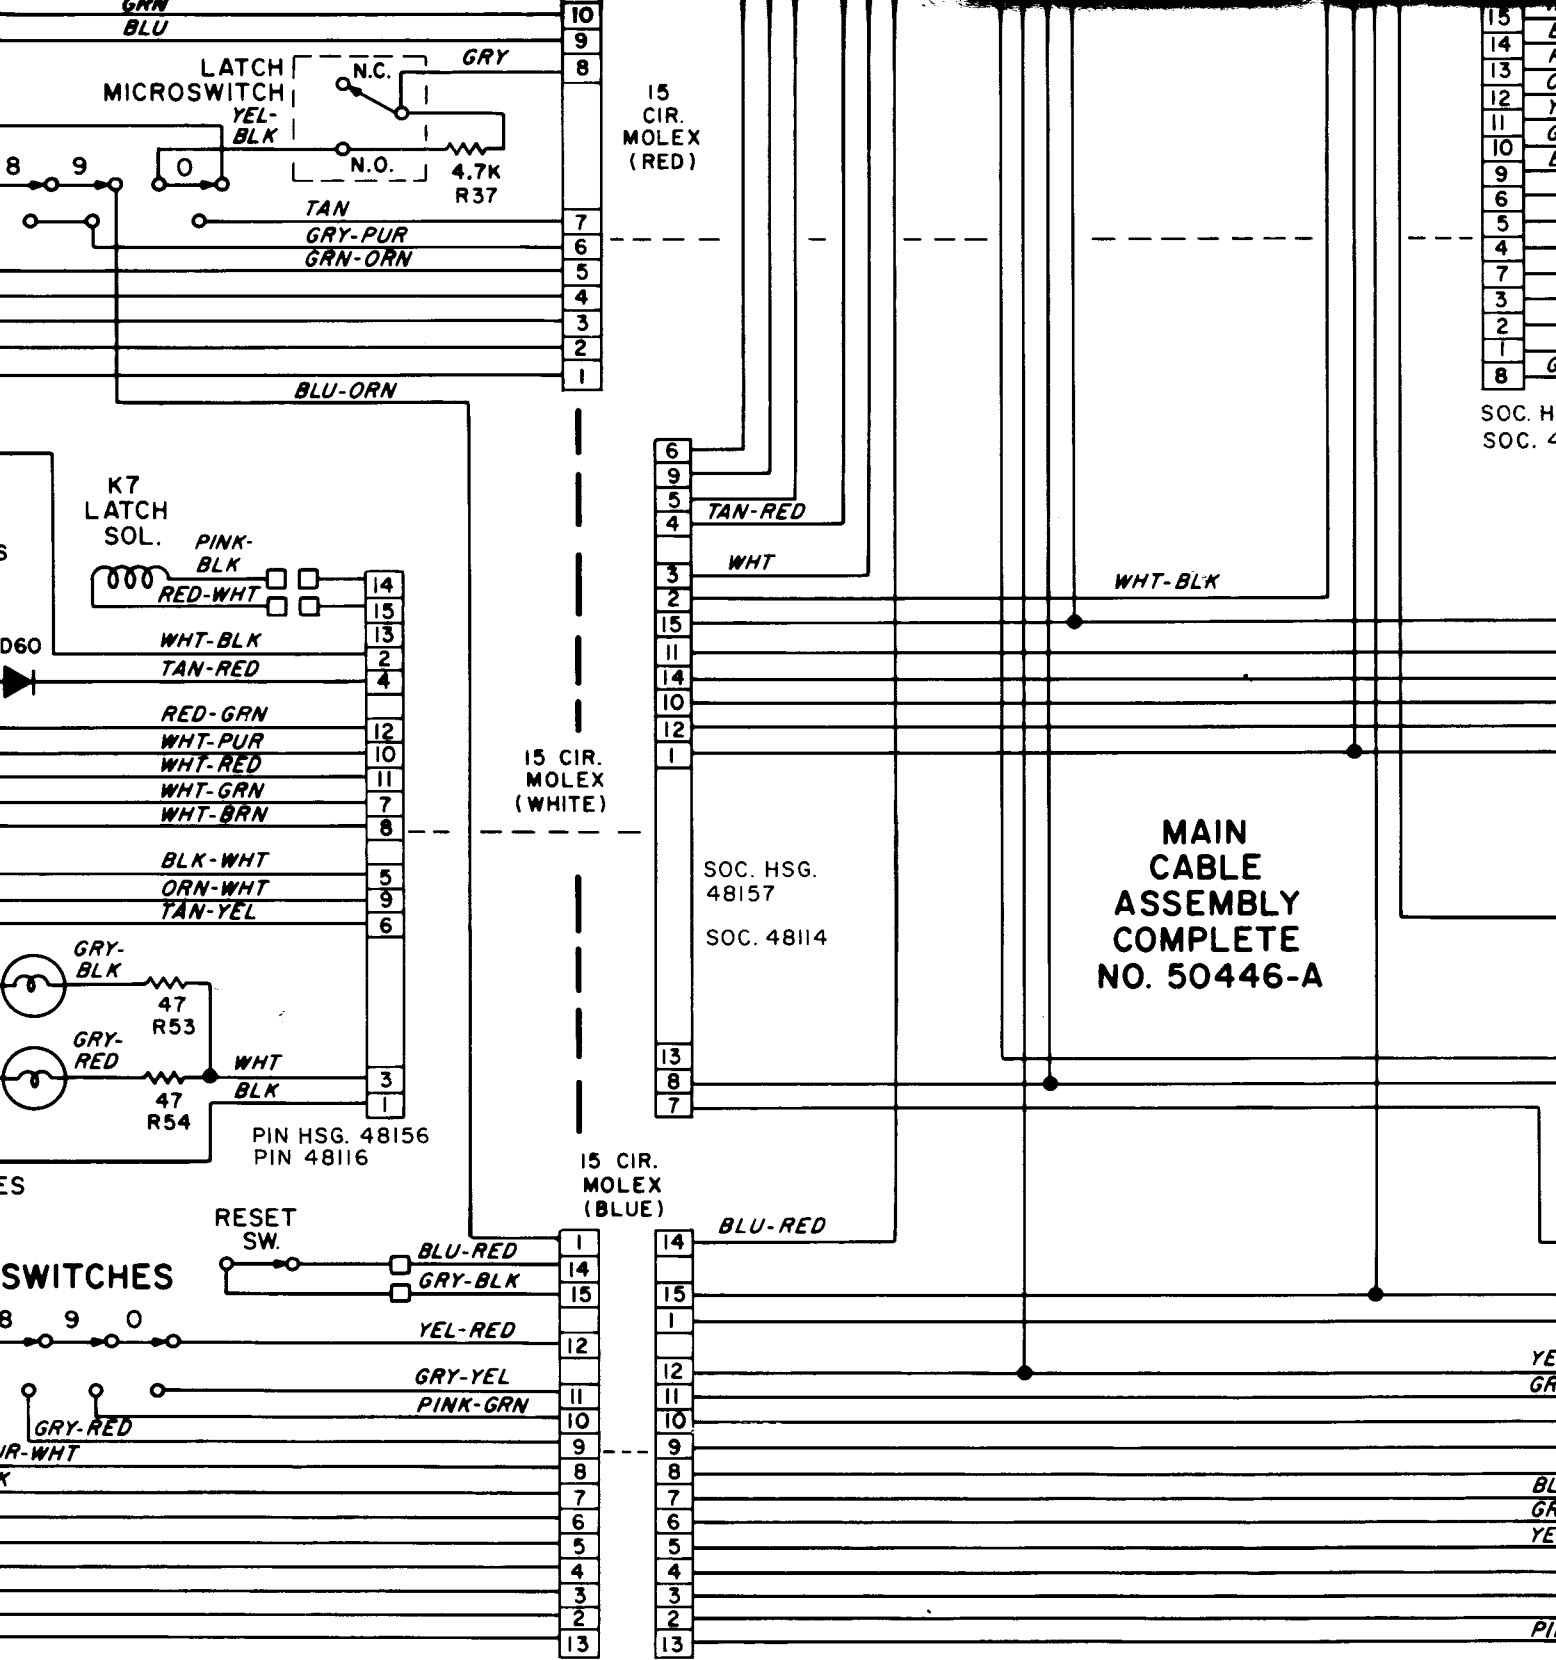 GRN
BLU
10
9
8
LATCH
MICROSWITCH
N.C.
GRY
YEL-
BLK
N.O.
4.7K
R37
8 9 0
TAN
GRY-PUR
GRN-ORN
7
6
5
4
3
2
1
BLU-ORN
15
CIR.
MOLEX
(RED)
15
14
13
12
11
10
9
6
5
4
7
3
2
1
8
SOC. H
SOC. 4
K7
LATCH
SOL.
PINK-
BLK
RED-WHT
D60
WHT-BLK
TAN-RED
RED-GRN
WHT-PUR
WHT-RED
WHT-GRN
WHT-BRN
BLK-WHT
ORN-WHT
TAN-YEL
14
15
13
2
4
12
10
11
7
8
5
9
6
3
1
GRY-
BLK
47
R53
GRY-
RED
47
R54
WHT
BLK
PIN HSG. 48156
PIN 48116
15 CIR.
MOLEX
(WHITE)
6
9
5
4
3
2
15
11
14
10
12
1
13
8
7
TAN-RED
WHT
WHT-BLK
SOC. HSG.
48157
SOC. 48114
MAIN
CABLE
ASSEMBLY
COMPLETE
NO. 50446-A
15 CIR.
MOLEX
(BLUE)
ES
RESET
SW.
SWITCHES
8 9 0
BLU-RED
GRY-BLK
YEL-RED
GRY-YEL
PINK-GRN
GRY-RED
UR-WHT
K
1
14
15
12
11
10
9
8
7
6
5
4
3
2
13
14
15
1
12
11
10
9
8
7
6
5
4
3
2
13
BLU-RED
YE
GR
BL
GR
YE
PI